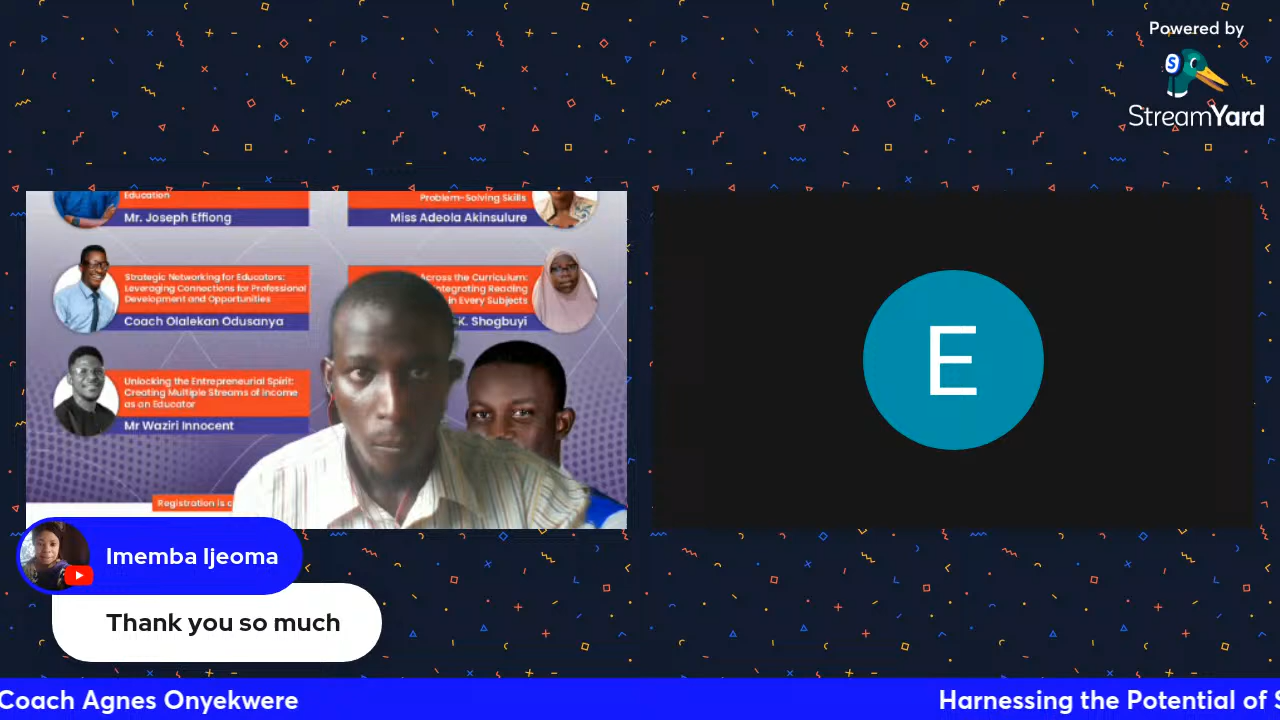 Powered by
S
StreamYard
Education
Mr. Joseph Effiong
Problem-Solving Skills
Miss Adeola Akinsulure
Strategic Networking for Educators:
Leveraging Connections for Professional
Development and Opportunities
Coach Olalekan Odusanya
Across the Curriculum:
Integrating Reading
in Every Subjects
K. Shogbuyi
Unlocking the Entrepreneurial Spirit:
Creating Multiple Streams of Income
as an Educator
Mr Waziri Innocent
Registration is
E
Imemba Ijeoma
Thank you so much
Coach Agnes Onyekwere
Harnessing the Potential of